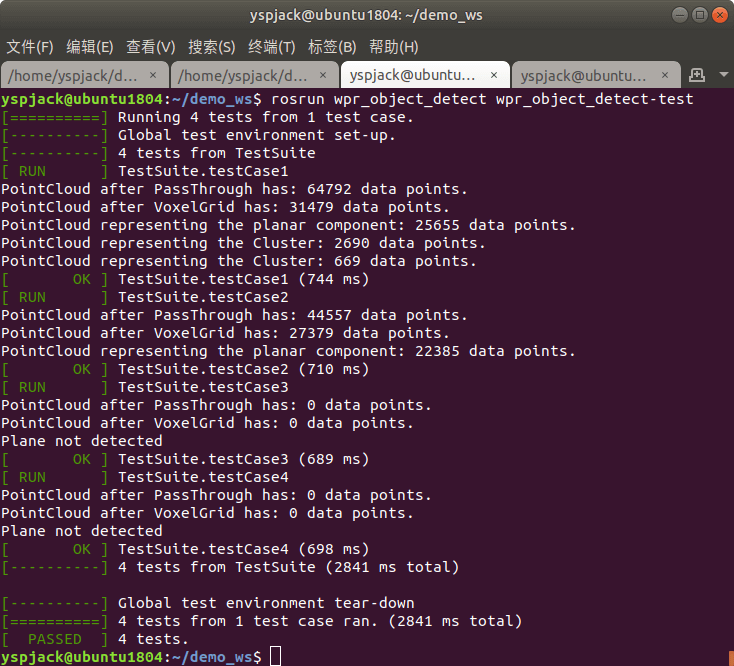 yspjack@ubuntu1804: ~/demo_ws
文件(F) 编辑(E) 查看(V) 搜索(S) 终端(T) 标签(B) 帮助(H)
/home/yspjack/d... × /home/yspjack/d... × yspjack@ubuntu... × yspjack@ubuntu... ×
yspjack@ubuntu1804:~/demo_ws$ rosrun wpr_object_detect wpr_object_detect-test
[==========] Running 4 tests from 1 test case.
[----------] Global test environment set-up.
[----------] 4 tests from TestSuite
[ RUN      ] TestSuite.testCase1
PointCloud after PassThrough has: 64792 data points.
PointCloud after VoxelGrid has: 31479 data points.
PointCloud representing the planar component: 25655 data points.
PointCloud representing the Cluster: 2690 data points.
PointCloud representing the Cluster: 669 data points.
[       OK ] TestSuite.testCase1 (744 ms)
[ RUN      ] TestSuite.testCase2
PointCloud after PassThrough has: 44557 data points.
PointCloud after VoxelGrid has: 27379 data points.
PointCloud representing the planar component: 22385 data points.
[       OK ] TestSuite.testCase2 (710 ms)
[ RUN      ] TestSuite.testCase3
PointCloud after PassThrough has: 0 data points.
PointCloud after VoxelGrid has: 0 data points.
Plane not detected
[       OK ] TestSuite.testCase3 (689 ms)
[ RUN      ] TestSuite.testCase4
PointCloud after PassThrough has: 0 data points.
PointCloud after VoxelGrid has: 0 data points.
Plane not detected
[       OK ] TestSuite.testCase4 (698 ms)
[----------] 4 tests from TestSuite (2841 ms total)

[----------] Global test environment tear-down
[==========] 4 tests from 1 test case ran. (2841 ms total)
[  PASSED  ] 4 tests.
yspjack@ubuntu1804:~/demo_ws$